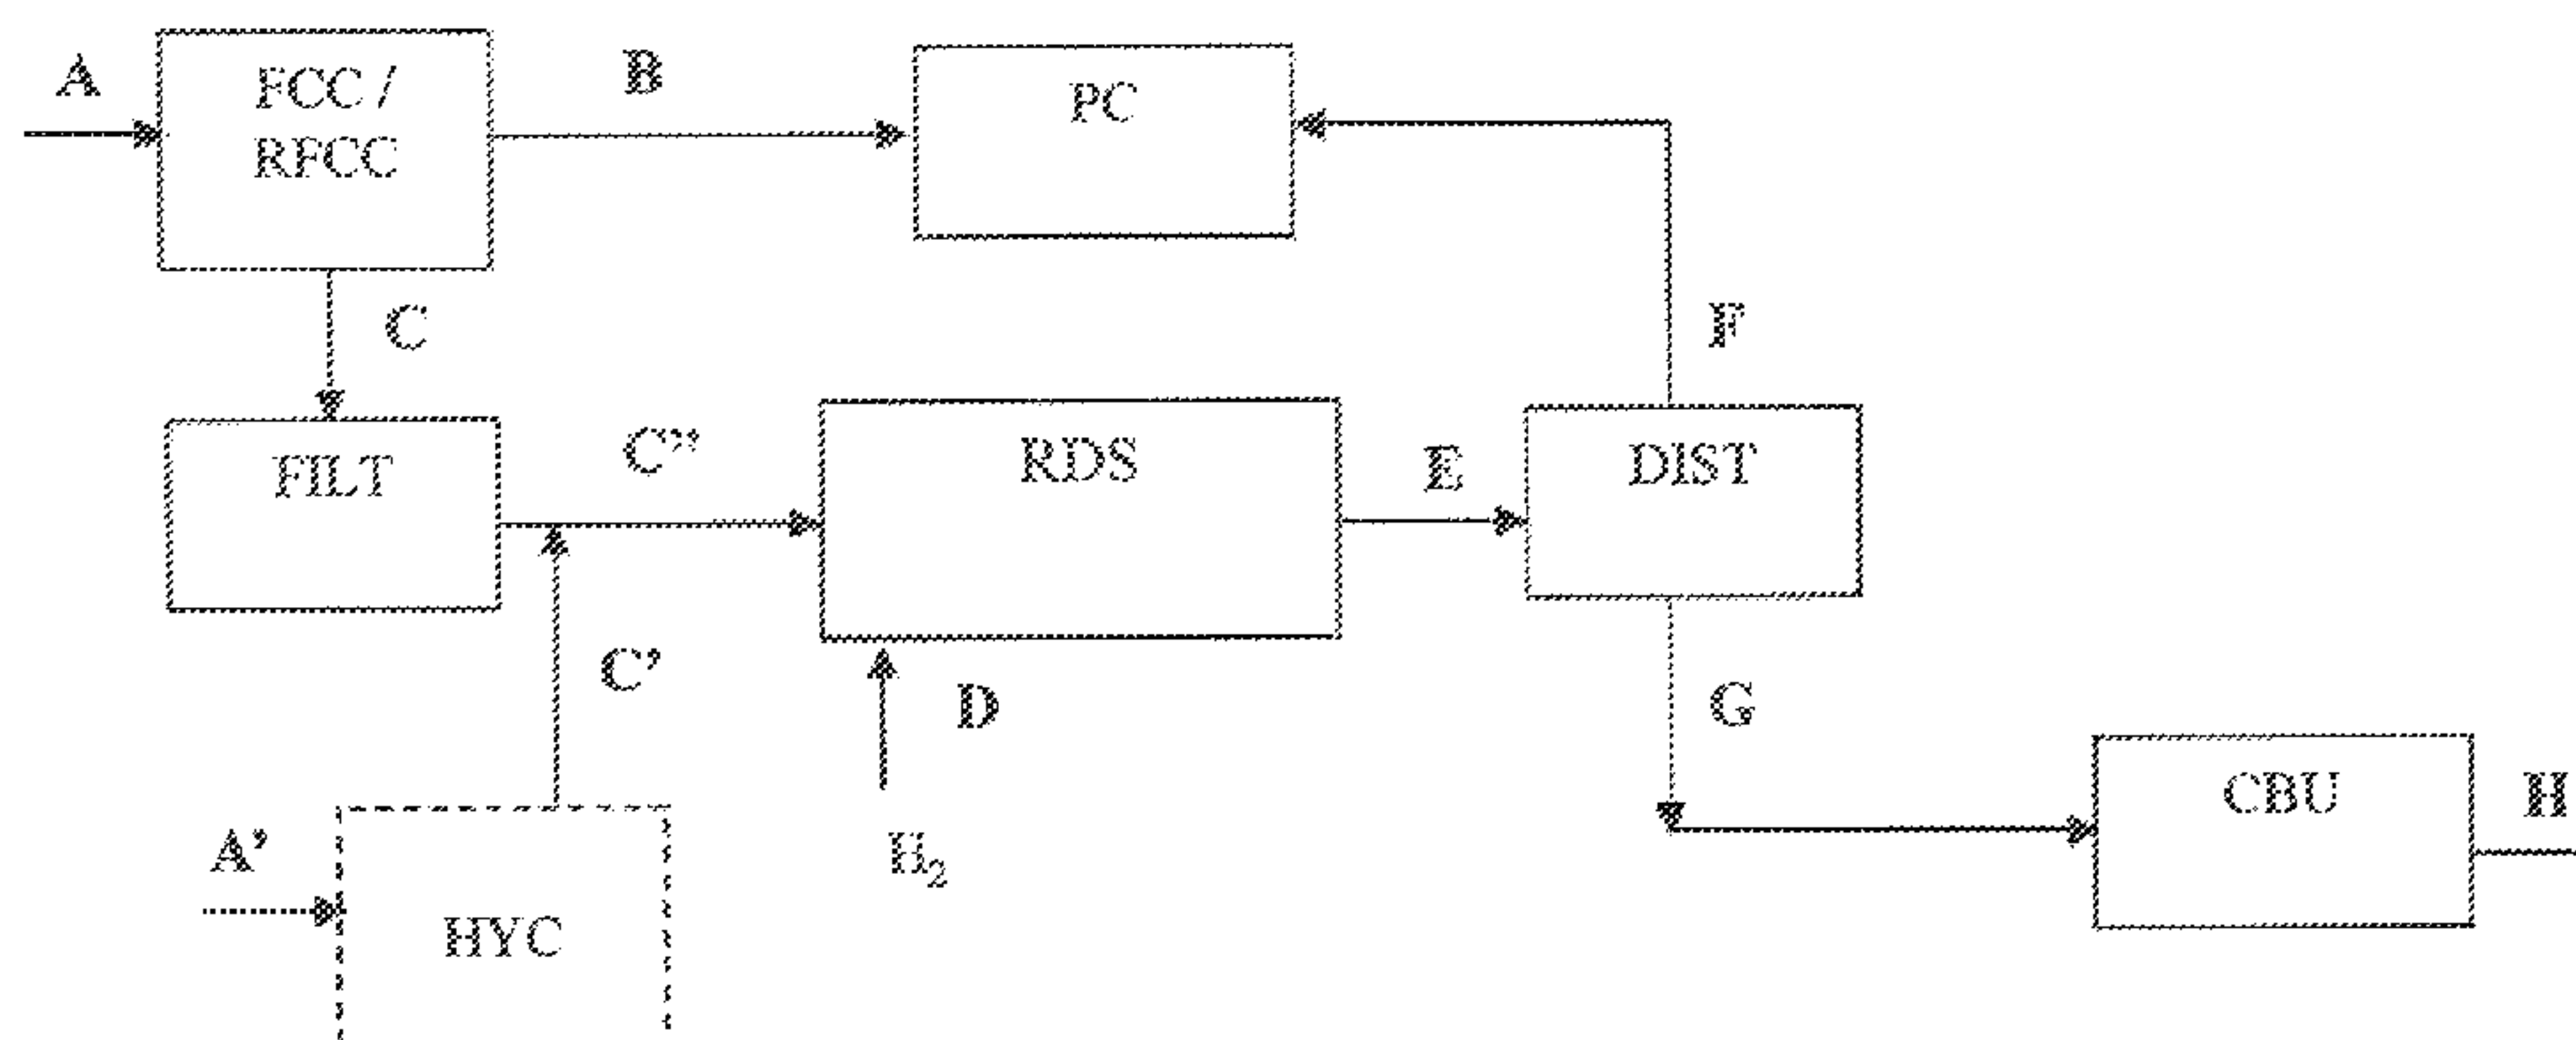 A
FCC /
RFCC
B
PC
C
F
FILT
C”
RDS
E
DIST
C’
D
G
A’
HYC
H₂
CBU
H